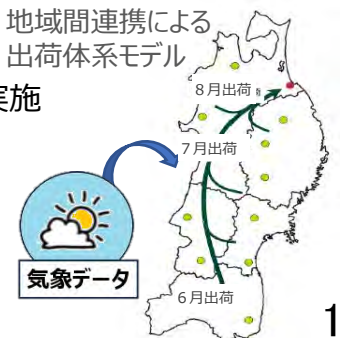 地域間連携による
出荷体系モデル
実施
8月出荷
7月出荷
気象データ
6月出荷
1